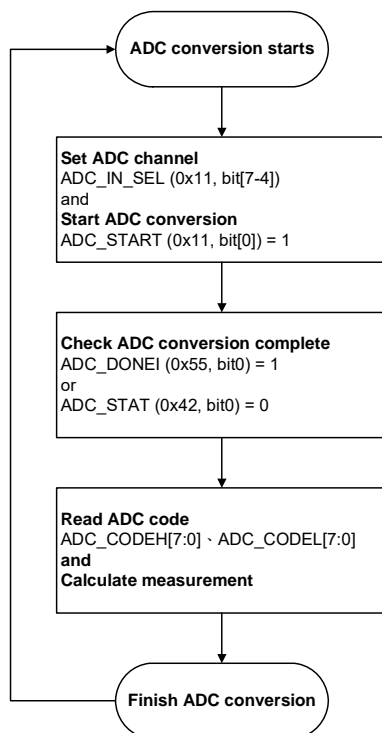 ADC conversion starts
Set ADC channel
ADC_IN_SEL (0x11, bit[7-4])
and
Start ADC conversion
ADC_START (0x11, bit[0]) = 1
Check ADC conversion complete
ADC_DONEI (0x55, bit0) = 1
or
ADC_STAT (0x42, bit0) = 0
Read ADC code
ADC_CODEH[7:0]、ADC_CODEL[7:0]
and
Calculate measurement
Finish ADC conversion